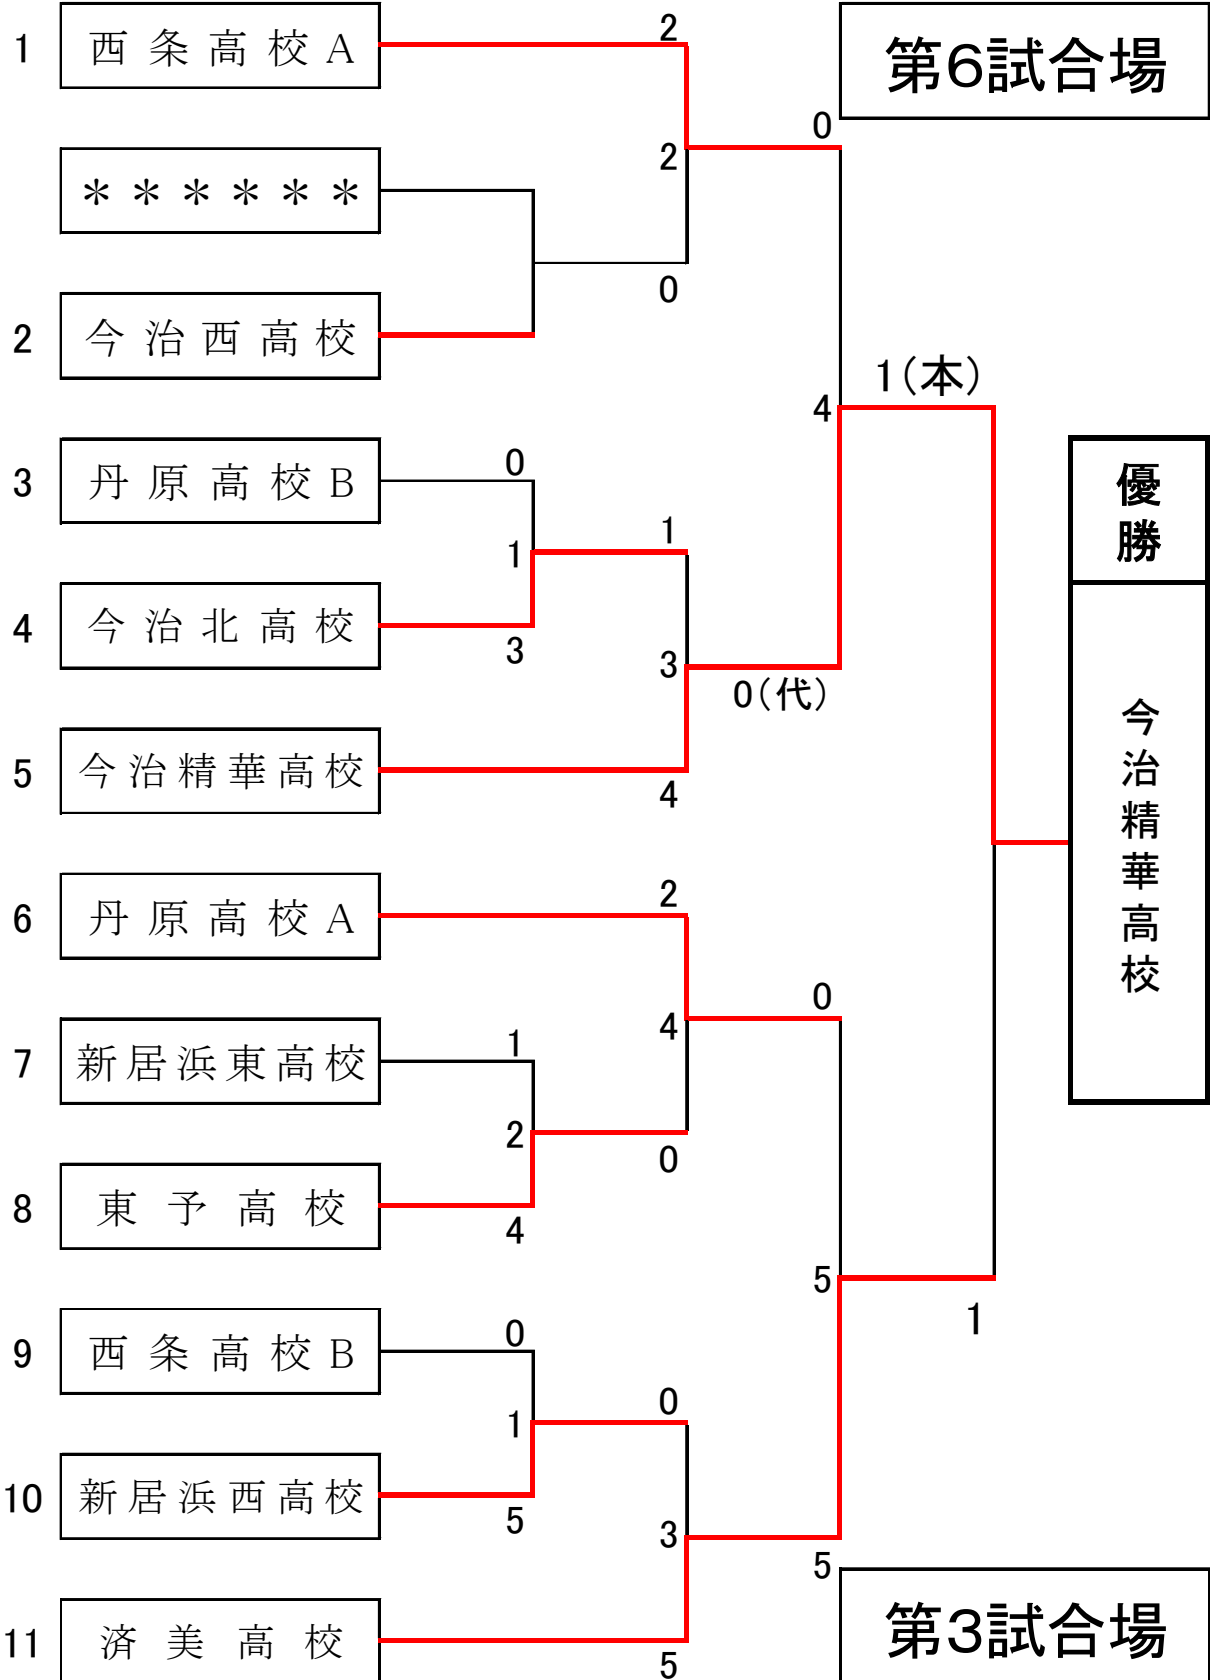 第6試合場
1 西条高校A
2
0
2
******
0
2 今治西高校
1(本)
4
3 丹原高校B
0
1
1
4 今治北高校
3
3
0(代)
5 今治精華高校
4
優勝
今治精華高校
6 丹原高校A
2
0
4
7 新居浜東高校
1
2
0
8 東予高校
4
5
1
9 西条高校B
0
0
1
10 新居浜西高校
5
3
5
11 済美高校
5
第3試合場